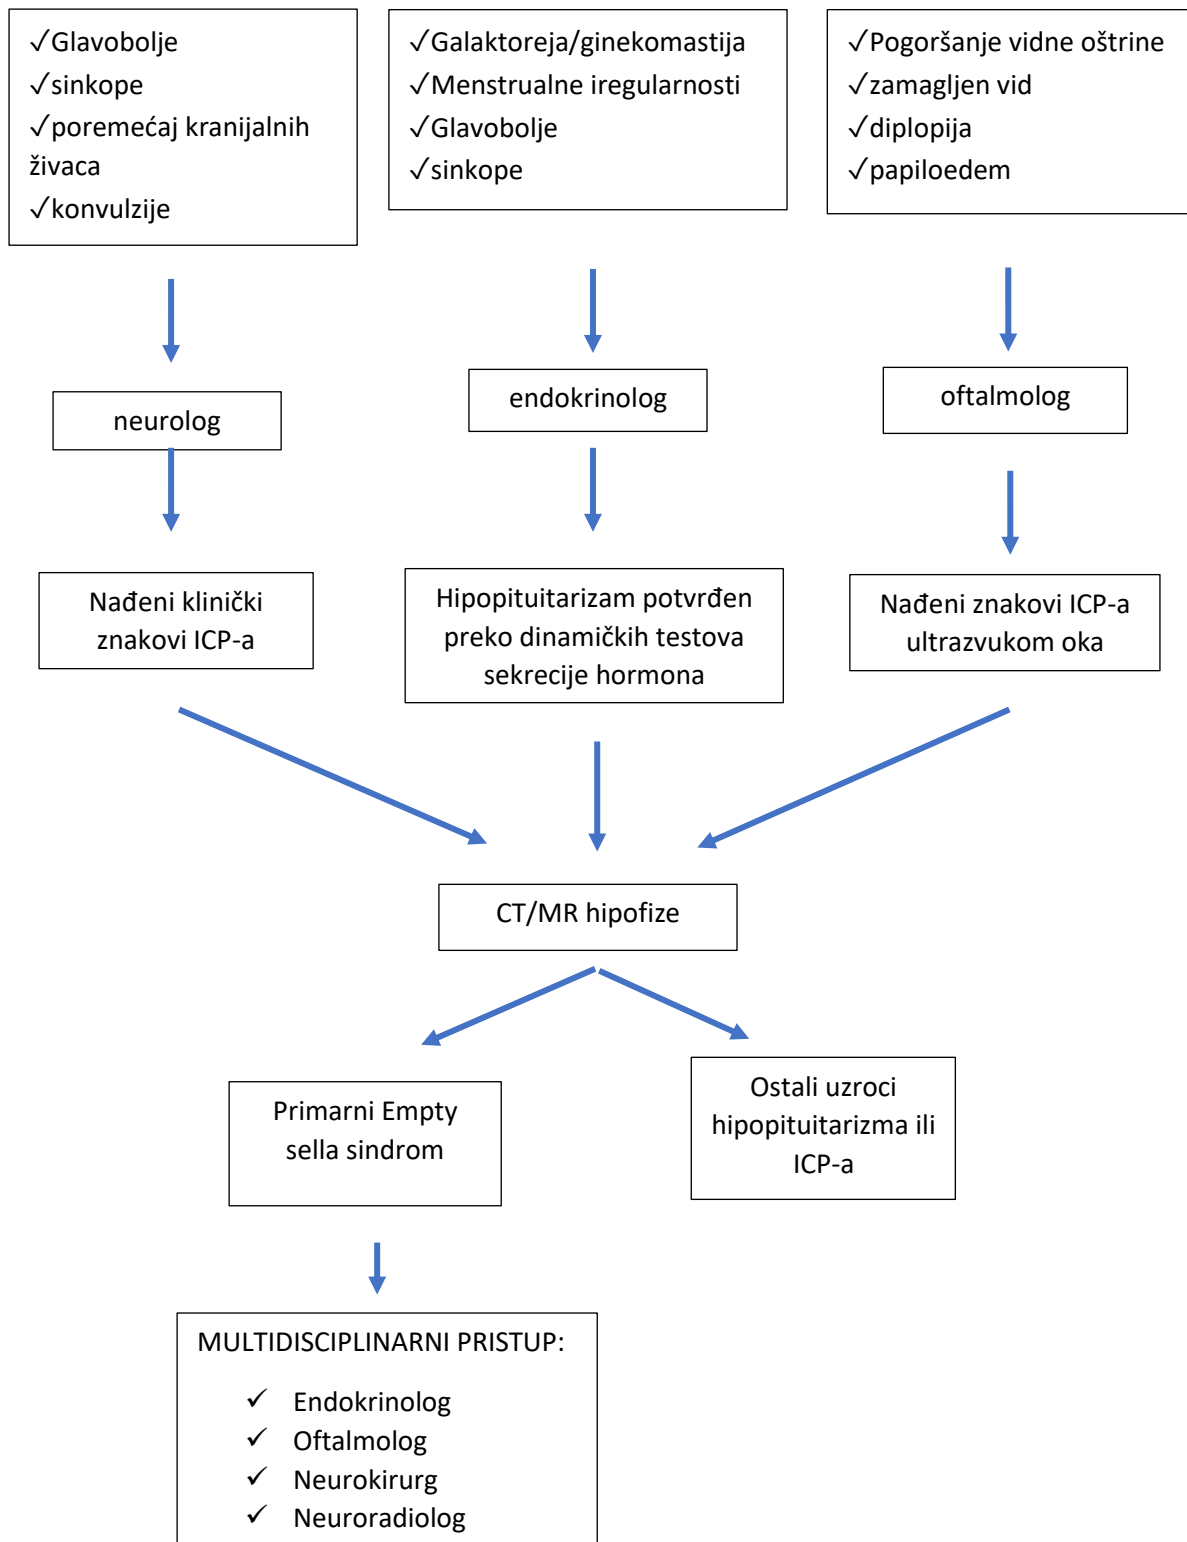 √Glavobolje
√sinkope
√poremećaj kranijalnih
živaca
√konvulzije
√Galaktoreja/ginekomastija
√Menstrualne iregularnosti
√Glavobolje
√sinkope
√Pogoršanje vidne oštrine
√zamagljen vid
√diplopija
√papiloedem
neurolog
endokrinolog
oftalmolog
Nađeni klinički
znakovi ICP-a
Hipopituitarizam potvrđen
preko dinamičkih testova
sekrecije hormona
Nađeni znakovi ICP-a
ultrazvukom oka
CT/MR hipofize
Primarni Empty
sella sindrom
Ostali uzroci
hipopituitarizma ili
ICP-a
MULTIDISCIPLINARNI PRISTUP:
✓ Endokrinolog
✓ Oftalmolog
✓ Neurokirurg
✓ Neuroradiolog